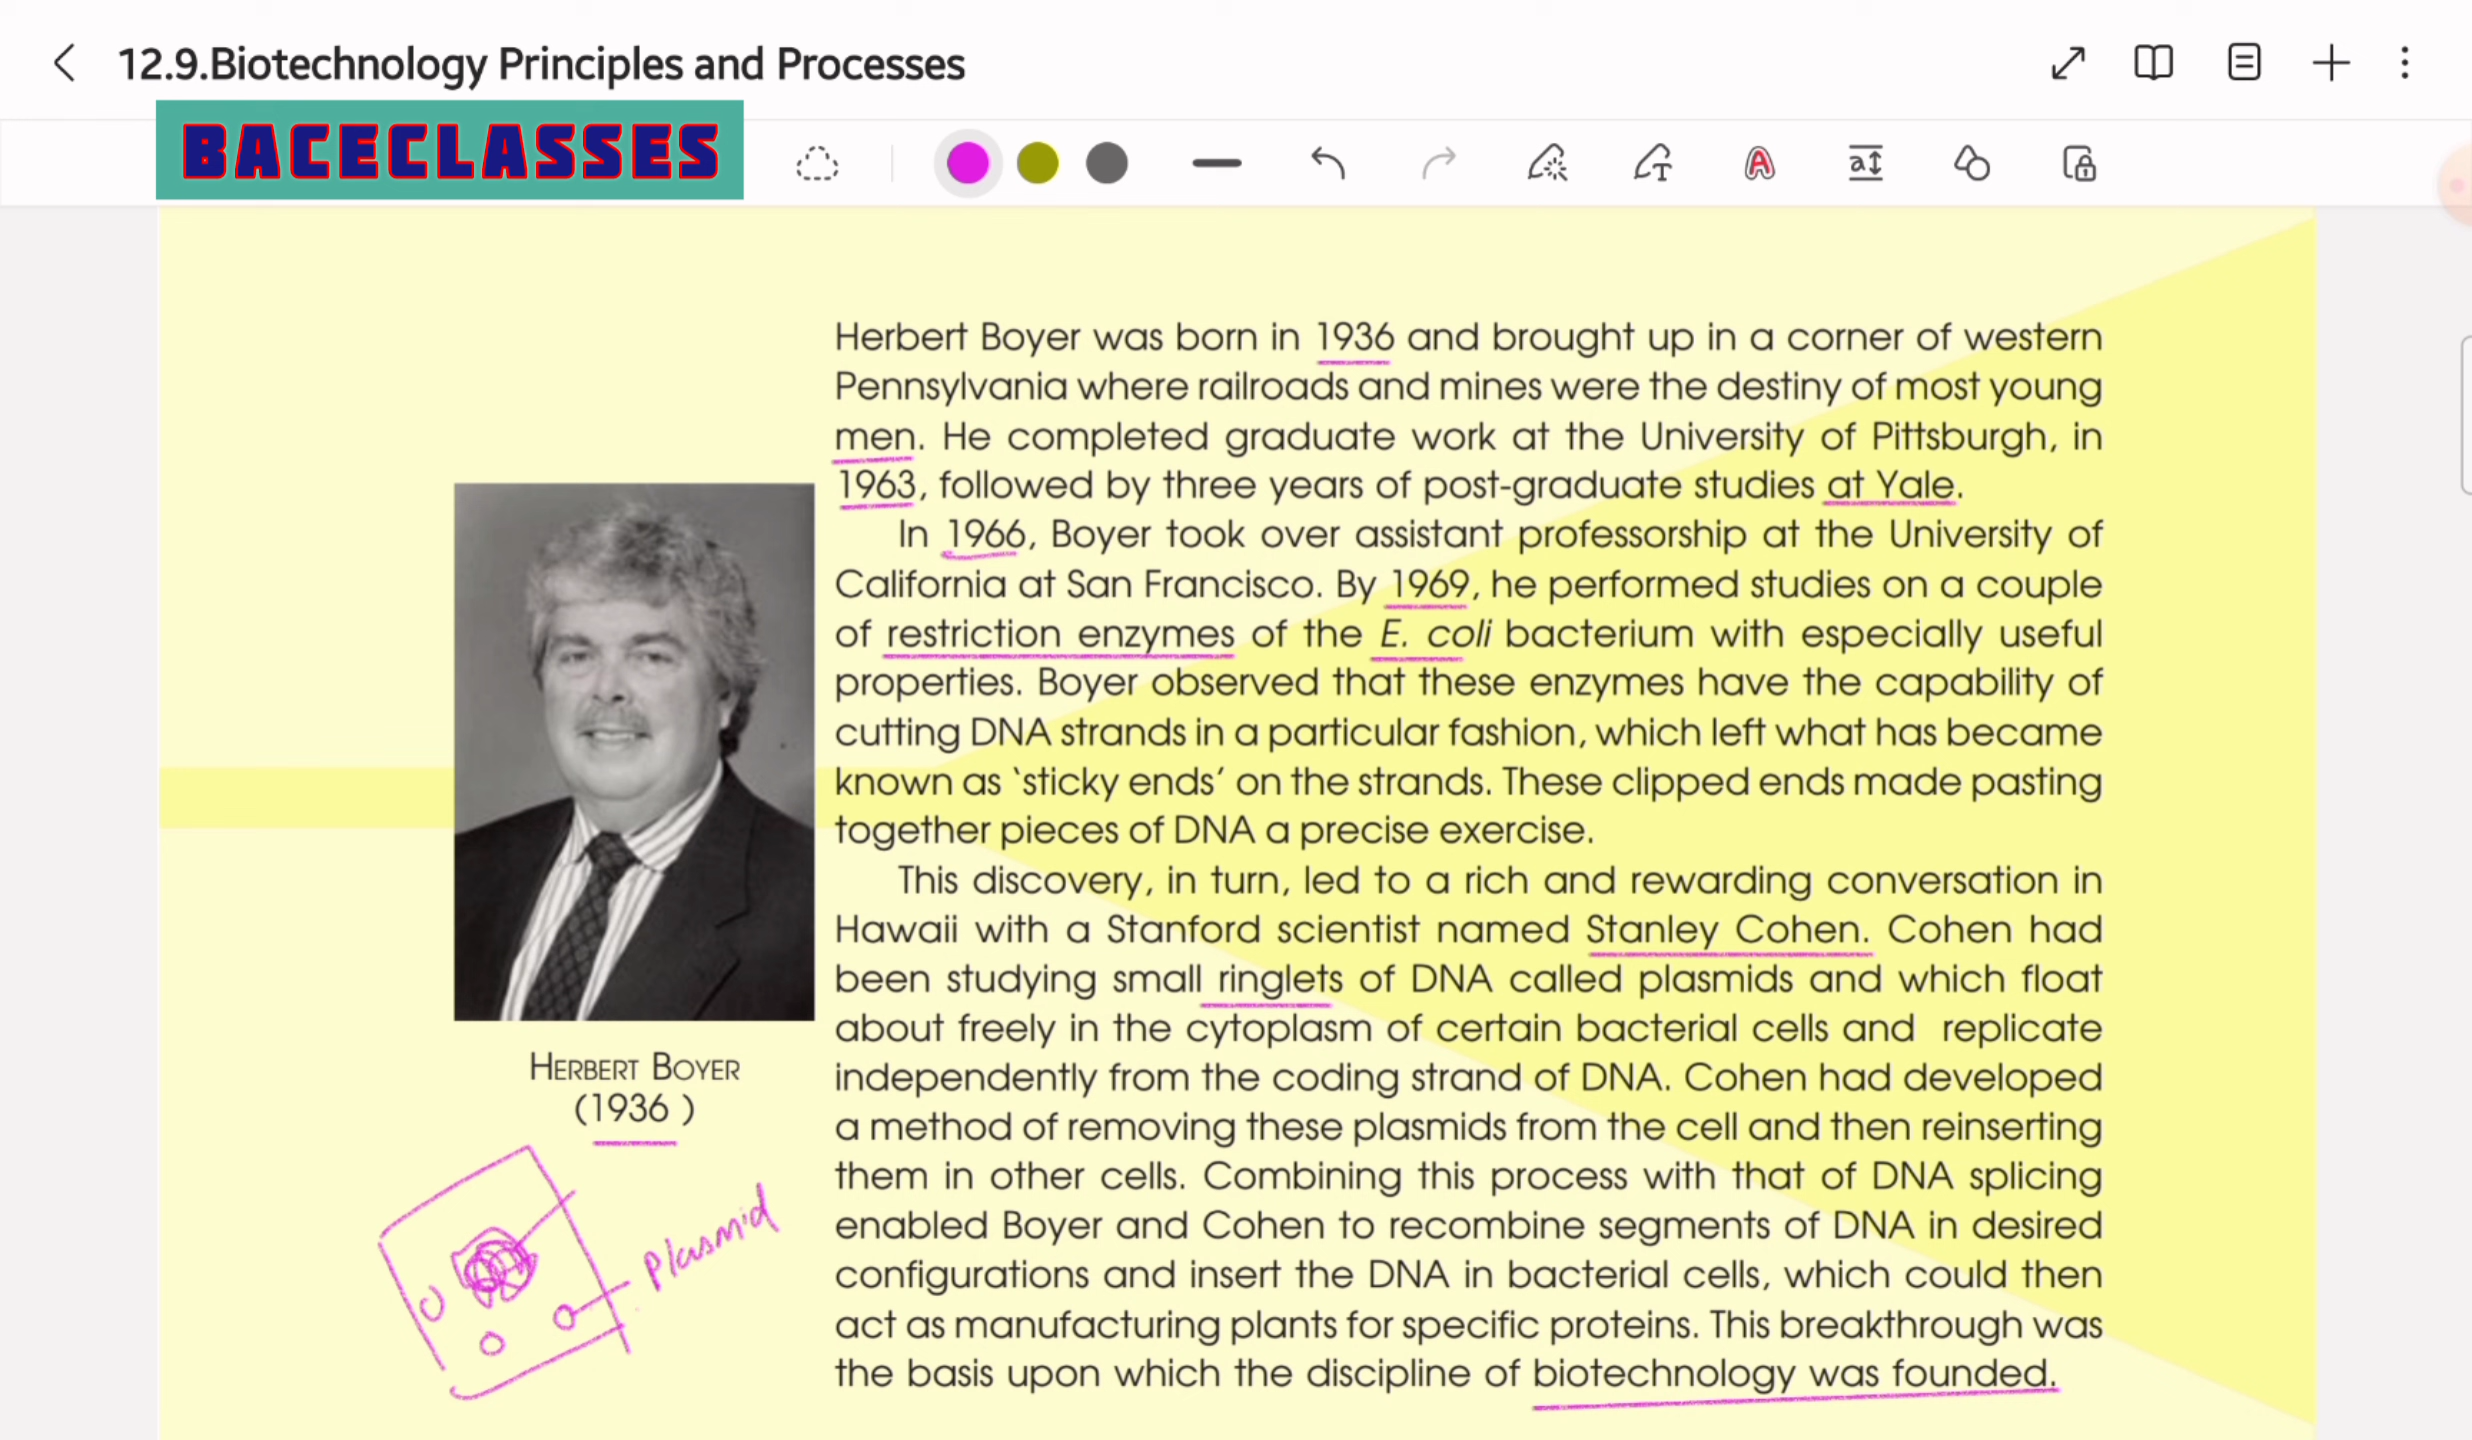 12.9.Biotechnology Principles and Processes
BACECLASSES
Herbert Boyer was born in 1936 and brought up in a corner of western
Pennsylvania where railroads and mines were the destiny of most young
men. He completed graduate work at the University of Pittsburgh, in
1963, followed by three years of post-graduate studies at Yale.
In 1966, Boyer took over assistant professorship at the University of
California at San Francisco. By 1969, he performed studies on a couple
of restriction enzymes of the E. coli bacterium with especially useful
properties. Boyer observed that these enzymes have the capability of
cutting DNA strands in a particular fashion, which left what has became
known as ‘sticky ends’ on the strands. These clipped ends made pasting
together pieces of DNA a precise exercise.
This discovery, in turn, led to a rich and rewarding conversation in
Hawaii with a Stanford scientist named Stanley Cohen. Cohen had
been studying small ringlets of DNA called plasmids and which float
about freely in the cytoplasm of certain bacterial cells and replicate
independently from the coding strand of DNA. Cohen had developed
a method of removing these plasmids from the cell and then reinserting
them in other cells. Combining this process with that of DNA splicing
enabled Boyer and Cohen to recombine segments of DNA in desired
configurations and insert the DNA in bacterial cells, which could then
act as manufacturing plants for specific proteins. This breakthrough was
the basis upon which the discipline of biotechnology was founded.
HERBERT BOYER
(1936 )
Plasmid